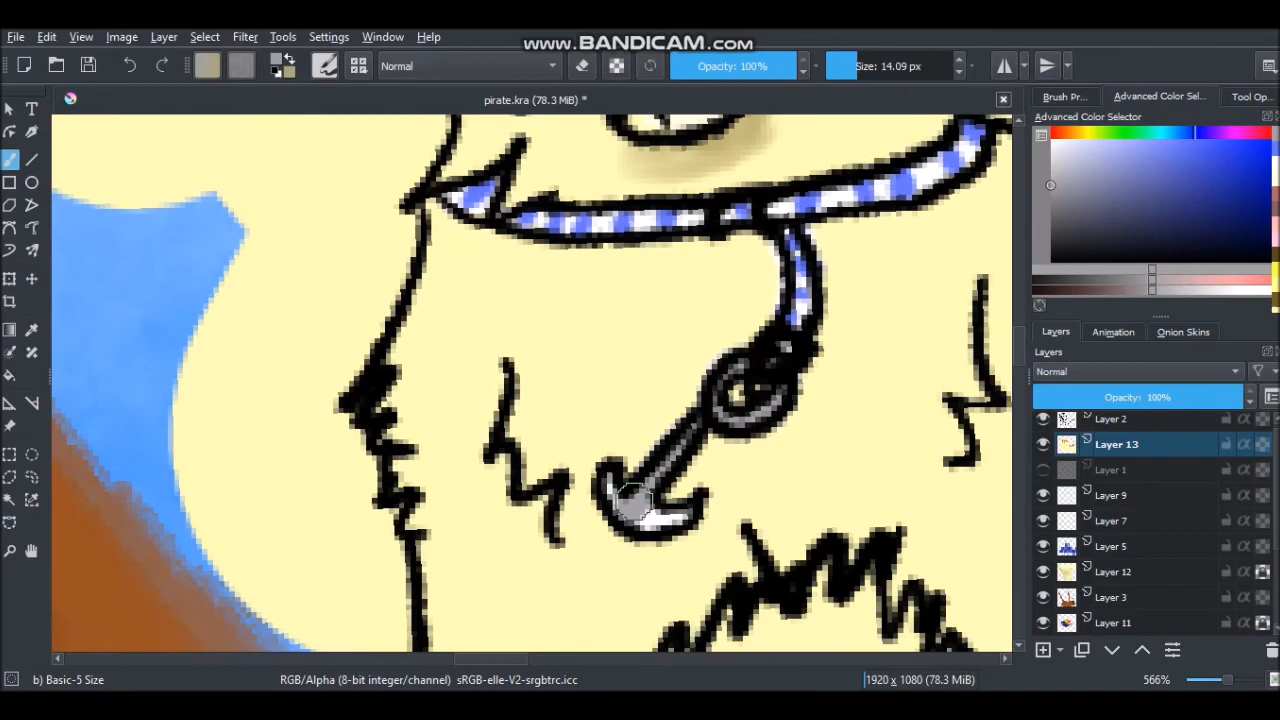 www.BANDICAM.com
File Edit View Image Layer Filter Tools Settings Window Help
Normal Opacity: 100% Size: 14.09 px
pirate.kra (78.3 MiB) *
Brush Pr... Advanced Color Sel... Tool Op...
Advanced Color Selector
Layers Animation Onion Skins
Layers
Normal
Opacity: 100%
Layer 2
Layer 13
Layer 1
Layer 9
Layer 7
Layer 5
Layer 12
Layer 3
Layer 11
b) Basic-5 Size RGB/Alpha (8-bit integer/channel) sRGB-elle-V2-srgbtrc.icc 1920 x 1080 (78.3 MiB) 566%